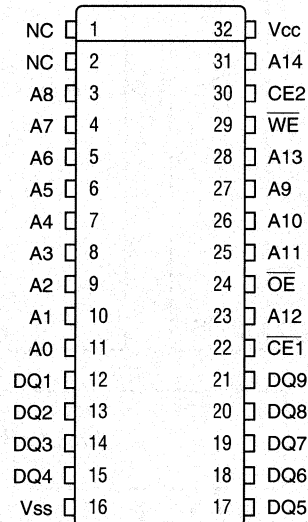 NC 1 32 Vcc
NC 2 31 A14
A8 3 30 CE2
A7 4 29 W̅E̅
A6 5 28 A13
A5 6 27 A9
A4 7 26 A10
A3 8 25 A11
A2 9 24 O̅E̅
A1 10 23 A12
A0 11 22 C̅E̅1̅
DQ1 12 21 DQ9
DQ2 13 20 DQ8
DQ3 14 19 DQ7
DQ4 15 18 DQ6
Vss 16 17 DQ5